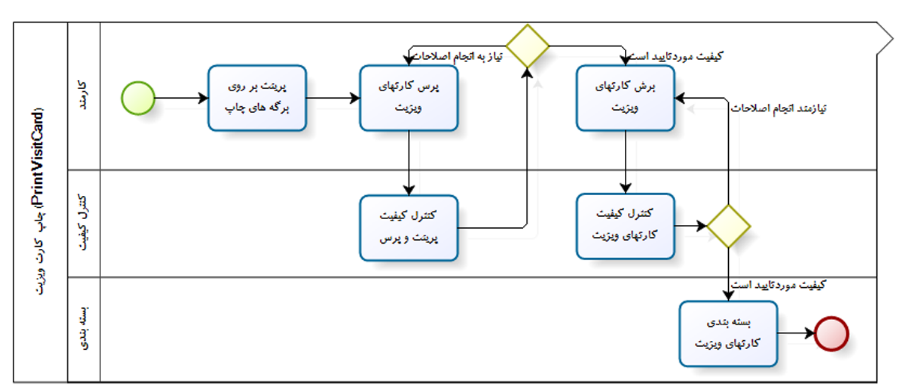 چاپ کارت ویزیت (PrintVisitCard)
کارمند
کنترل کیفیت
بسته بندی
پرینت بر روی
برگه های چاپ
پرس کارتهای
ویزیت
نیاز به انجام اصلاحات
کیفیت موردتایید است
برش کارتهای
ویزیت
نیازمند انجام اصلاحات
کنترل کیفیت
پرینت و پرس
کنترل کیفیت
کارتهای ویزیت
کیفیت موردتایید است
بسته بندی
کارتهای ویزیت